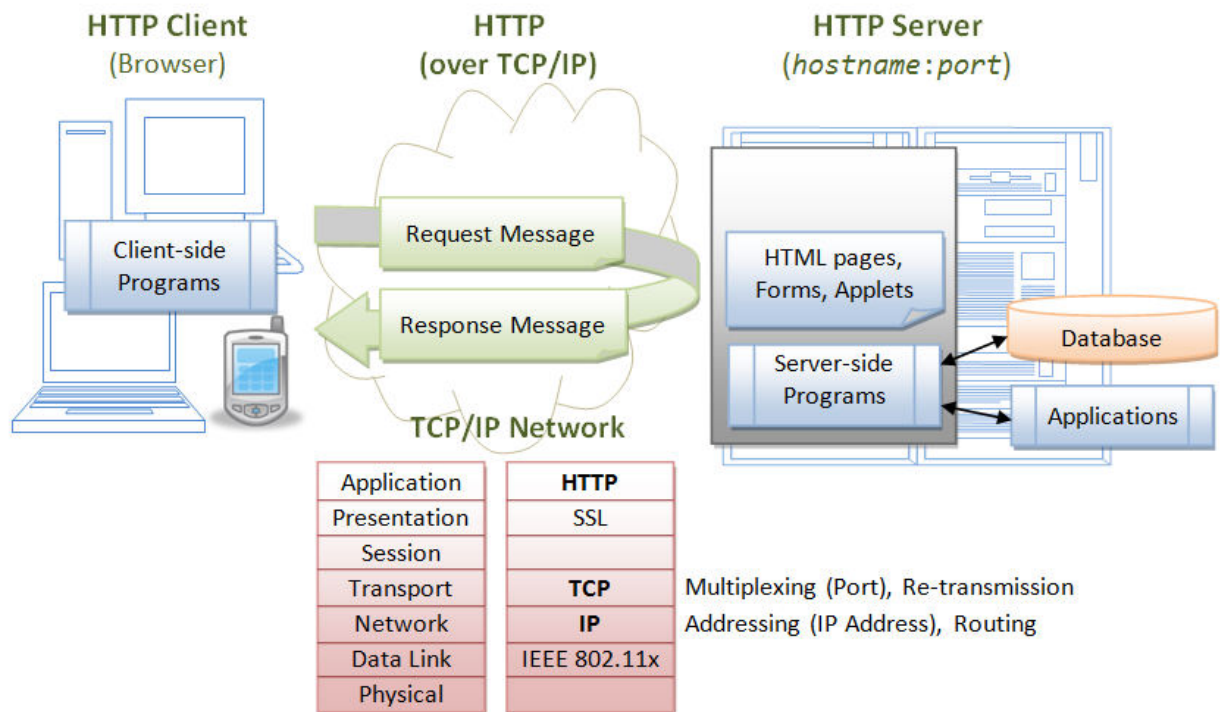 HTTP Client
(Browser)
HTTP
(over TCP/IP)
HTTP Server
(hostname:port)
Client-side
Programs
Request Message
Response Message
HTML pages,
Forms, Applets
Server-side
Programs
Database
Applications
TCP/IP Network
Application HTTP
Presentation SSL
Session
Transport TCP Multiplexing (Port), Re-transmission
Network IP Addressing (IP Address), Routing
Data Link IEEE 802.11x
Physical